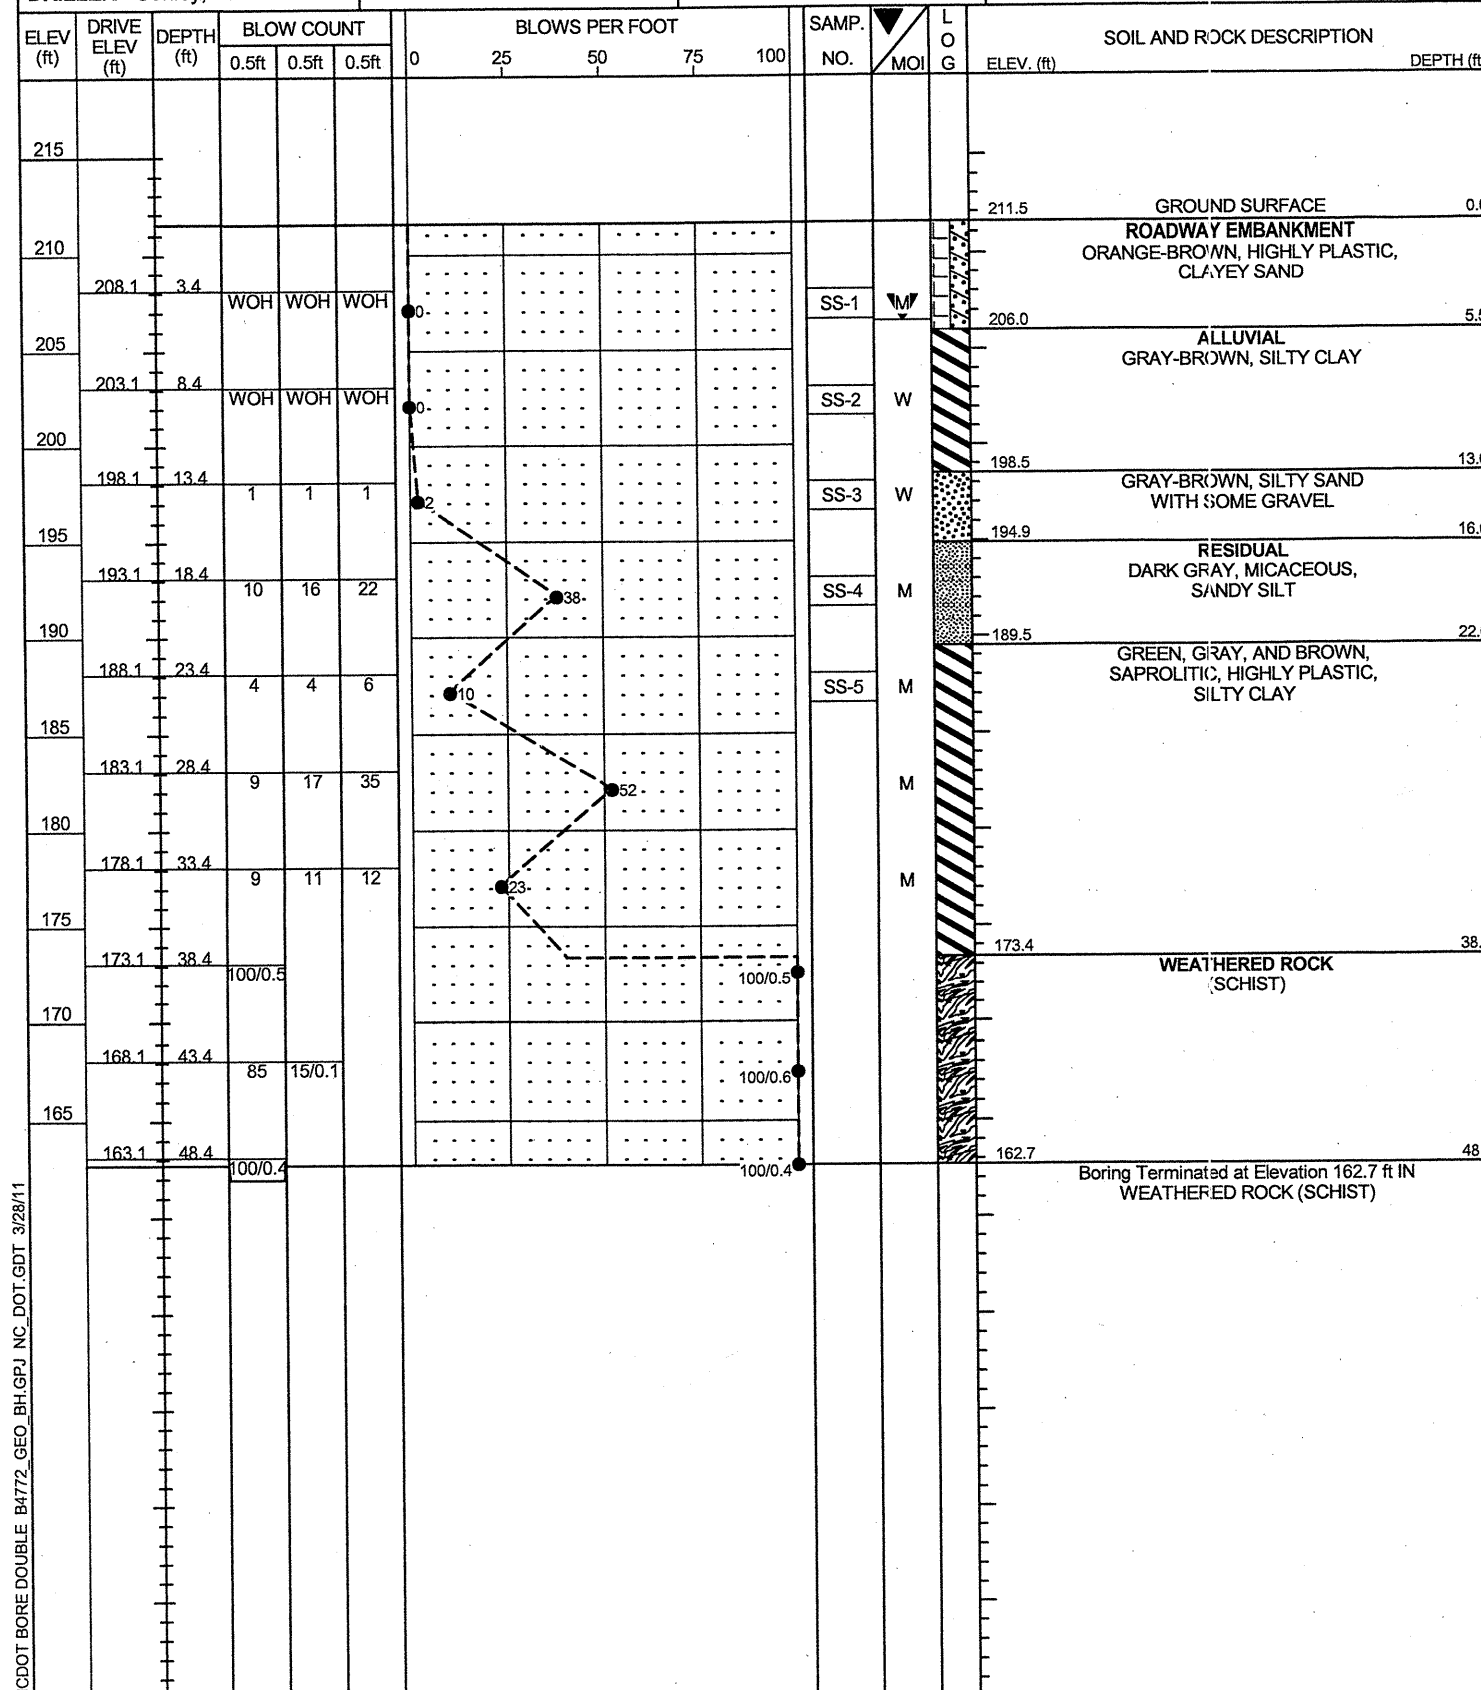 ELEV (ft) DRIVE ELEV (ft) DEPTH (ft) BLOW COUNT BLOWS PER FOOT SAMP. NO. MOI LOG SOIL AND ROCK DESCRIPTION
0.5ft 0.5ft 0.5ft 0 25 50 75 100 ELEV. (ft) DEPTH (ft
215
211.5 GROUND SURFACE
ROADWAY EMBANKMENT
210 ORANGE-BROWN, HIGHLY PLASTIC,
CLAYEY SAND
208.1 3.4 WOH WOH WOH 0 SS-1 M
206.0
205 ALLUVIAL
GRAY-BROWN, SILTY CLAY
203.1 8.4 WOH WOH WOH 0 SS-2 W
200
198.5
198.1 13.4 1 1 1 2 SS-3 W GRAY-BROWN, SILTY SAND
WITH SOME GRAVEL
195 194.9
RESIDUAL
DARK GRAY, MICACEOUS,
193.1 18.4 10 16 22 38 SS-4 M SANDY SILT
190 189.5
GREEN, GRAY, AND BROWN,
188.1 23.4 4 4 6 10 SS-5 M SAPROLITIC, HIGHLY PLASTIC,
SILTY CLAY
185
183.1 28.4 9 17 35 52 M
180
178.1 33.4 9 11 12 23 M
175
173.4
173.1 38.4 100/0.5 100/0.5 WEATHERED ROCK
(SCHIST)
170
168.1 43.4 85 15/0.1 100/0.6
165
163.1 48.4 100/0.4 100/0.4 162.7 48
Boring Terminated at Elevation 162.7 ft IN
WEATHERED ROCK (SCHIST)
CDOT BORE DOUBLE B4772_GEO_BH.GPJ NC_DOT.GDT 3/28/11